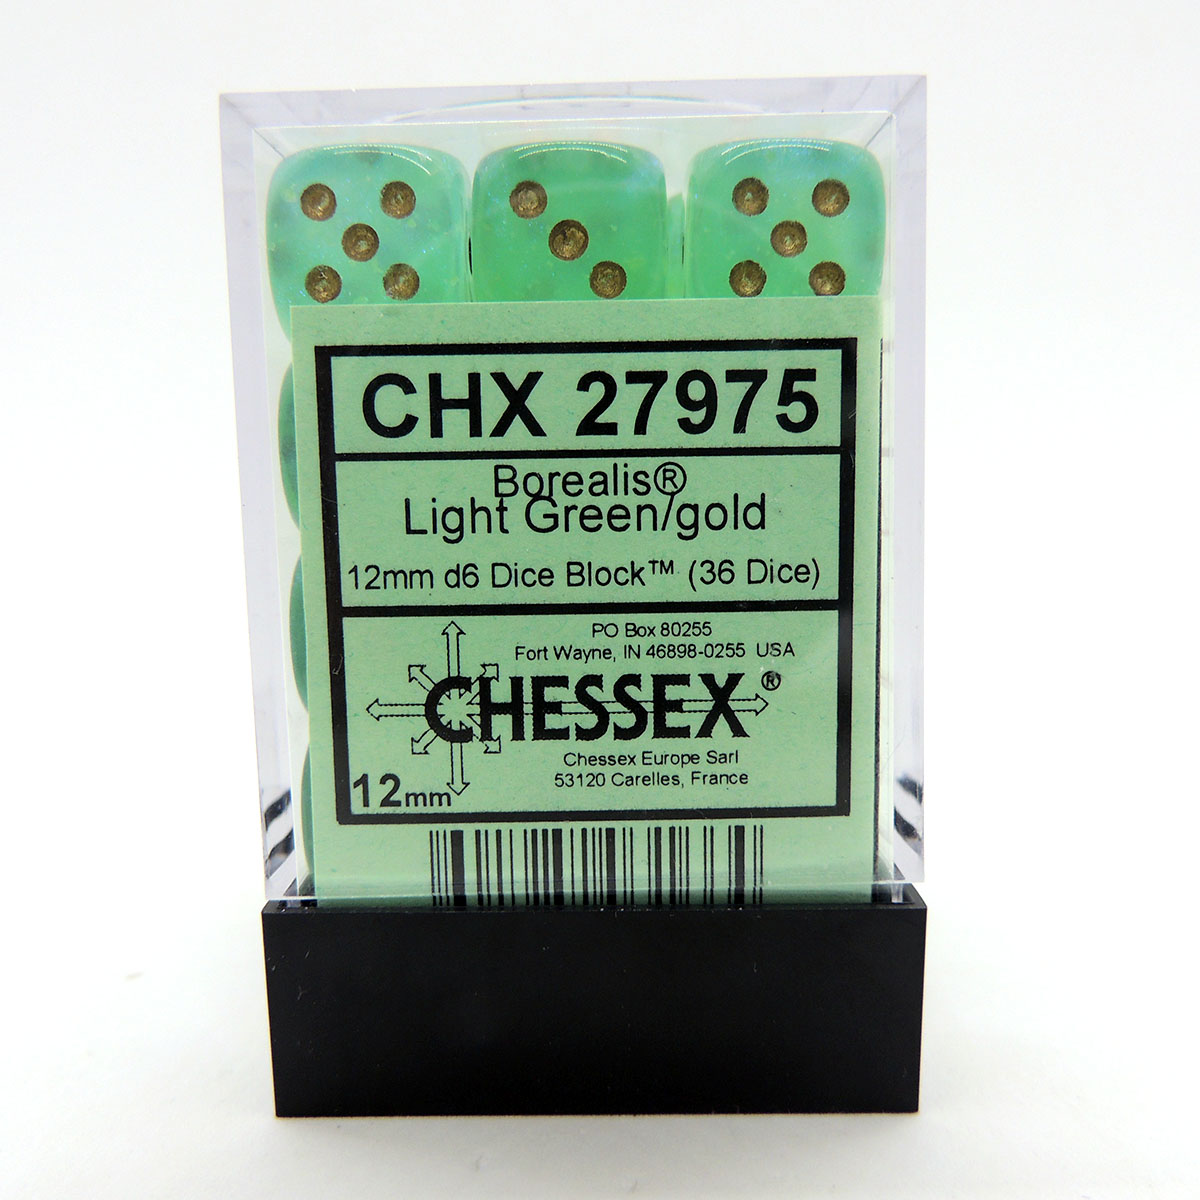 CHX 27975
Borealis®
Light Green/gold
12mm d6 Dice Block™ (36 Dice)
PO Box 80255
Fort Wayne, IN 46898-0255 USA
CHESSEX®
Chessex Europe Sarl
53120 Carelles, France
12mm